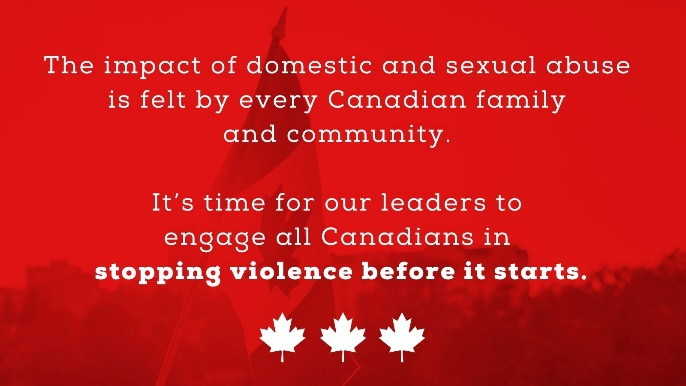 The impact of domestic and sexual abuse
is felt by every Canadian family
and community.
It’s time for our leaders to
engage all Canadians in
stopping violence before it starts.